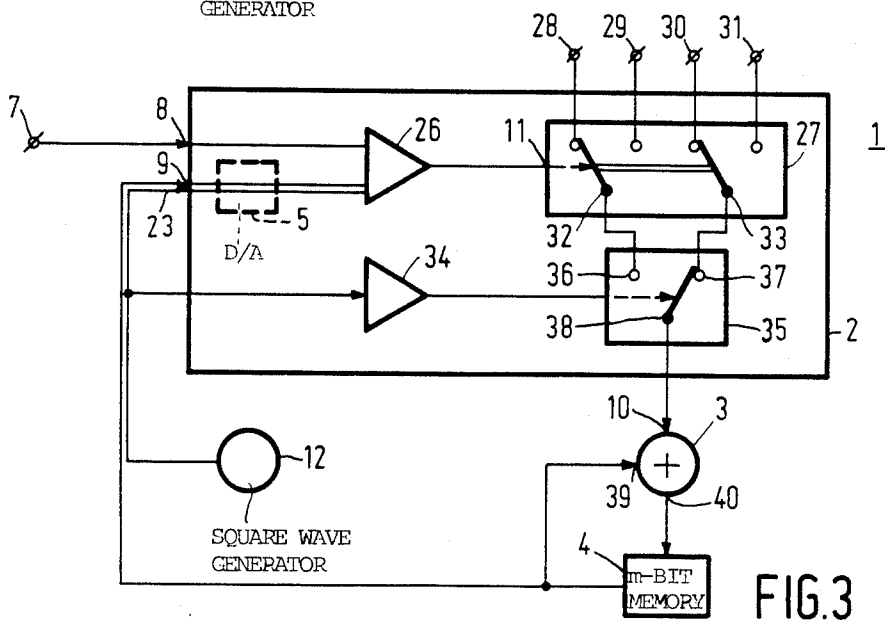 GENERATOR
28 29 30 31
7 8 26 11 27 1
9
23 5 32 33
D/A
34 36 37
38 35 2
10 3
12 39 + 40
SQUARE WAVE
GENERATOR
4
m-BIT
MEMORY
FIG.3